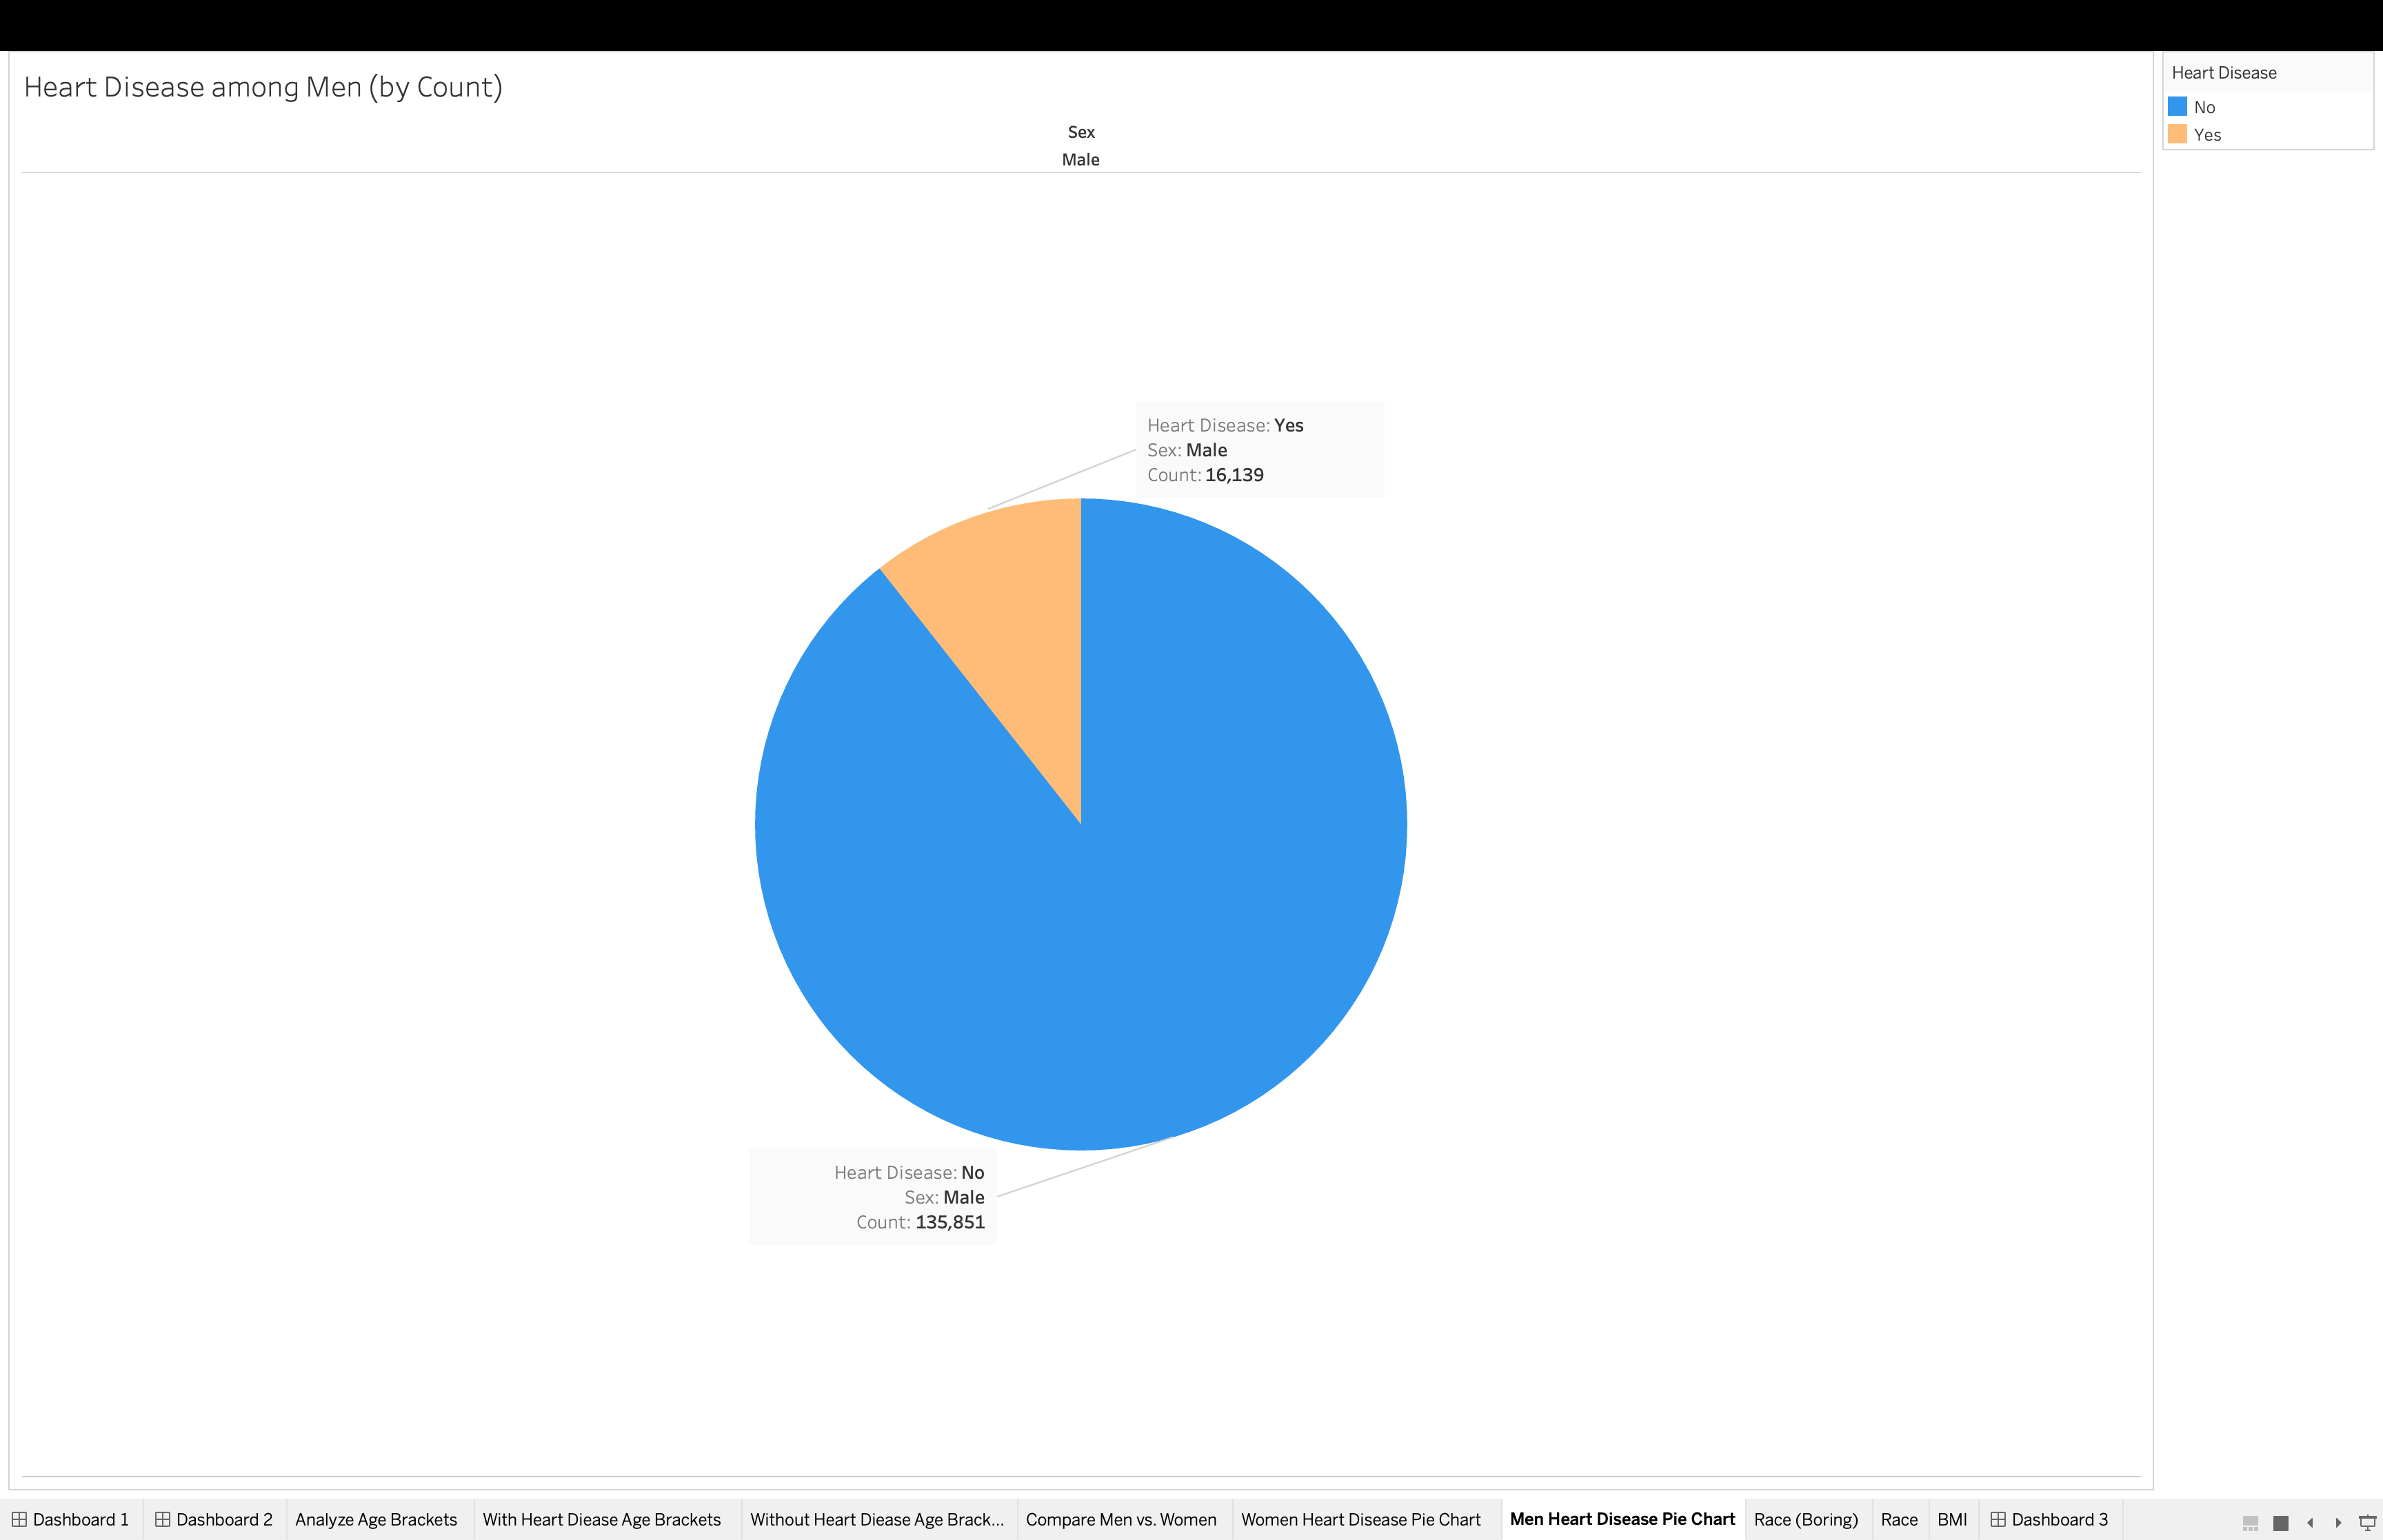 Heart Disease among Men (by Count)
Sex
Male
Heart Disease
No
Yes
Heart Disease: Yes
Sex: Male
Count: 16,139
Heart Disease: No
Sex: Male
Count: 135,851
Dashboard 1 Dashboard 2 Analyze Age Brackets With Heart Diease Age Brackets Without Heart Diease Age Brack... Compare Men vs. Women Women Heart Disease Pie Chart Men Heart Disease Pie Chart Race (Boring) Race BMI Dashboard 3